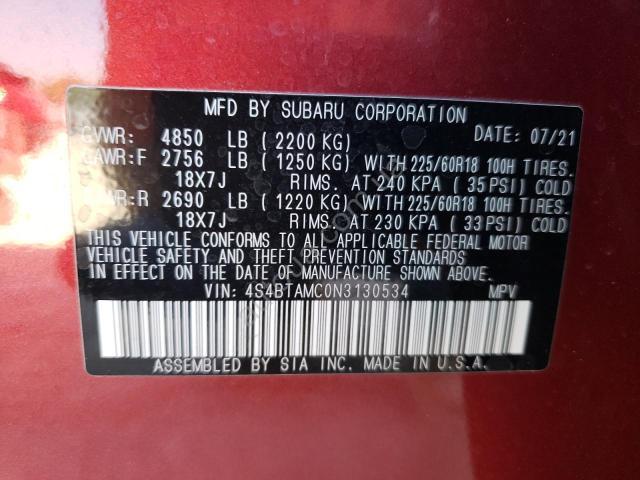 MFD BY SUBARU CORPORATION
GVWR: 4850 LB (2200 KG) DATE: 07/21
GAWR:F 2756 LB (1250 KG) WITH 225/60R18 100H TIRES.
18X7J RIMS. AT 240 KPA (35 PSI) COLD
GAWR:R 2690 LB (1220 KG) WITH 225/60R18 100H TIRES.
18X7J RIMS. AT 230 KPA (33 PSI) COLD
THIS VEHICLE CONFORMS TO ALL APPLICABLE FEDERAL MOTOR
VEHICLE SAFETY AND THEFT PREVENTION STANDARDS
IN EFFECT ON THE DATE OF MANUFACTURE SHOWN ABOVE.
VIN: 4S4BTAMC0N3130534 MPV
ASSEMBLED BY SIA INC. MADE IN U.S.A.